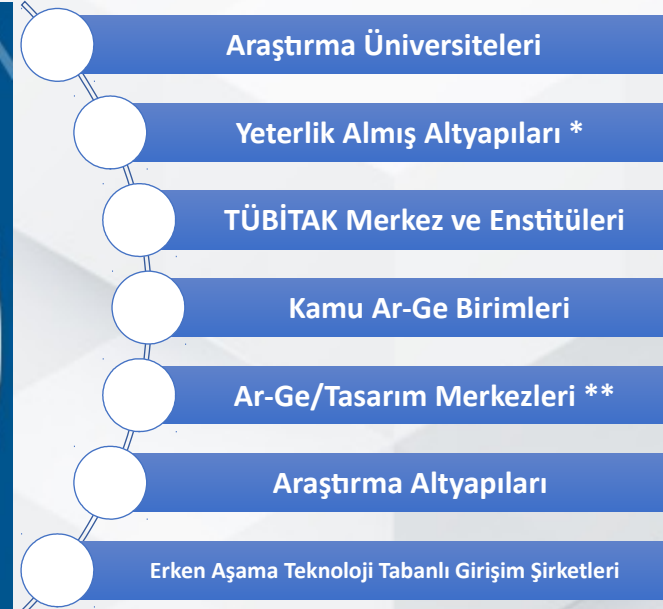 Araştırma Üniversiteleri
Yeterlik Almış Altyapıları *
TÜBİTAK Merkez ve Enstitüleri
Kamu Ar-Ge Birimleri
Ar-Ge/Tasarım Merkezleri **
Araştırma Altyapıları
Erken Aşama Teknoloji Tabanlı Girişim Şirketleri